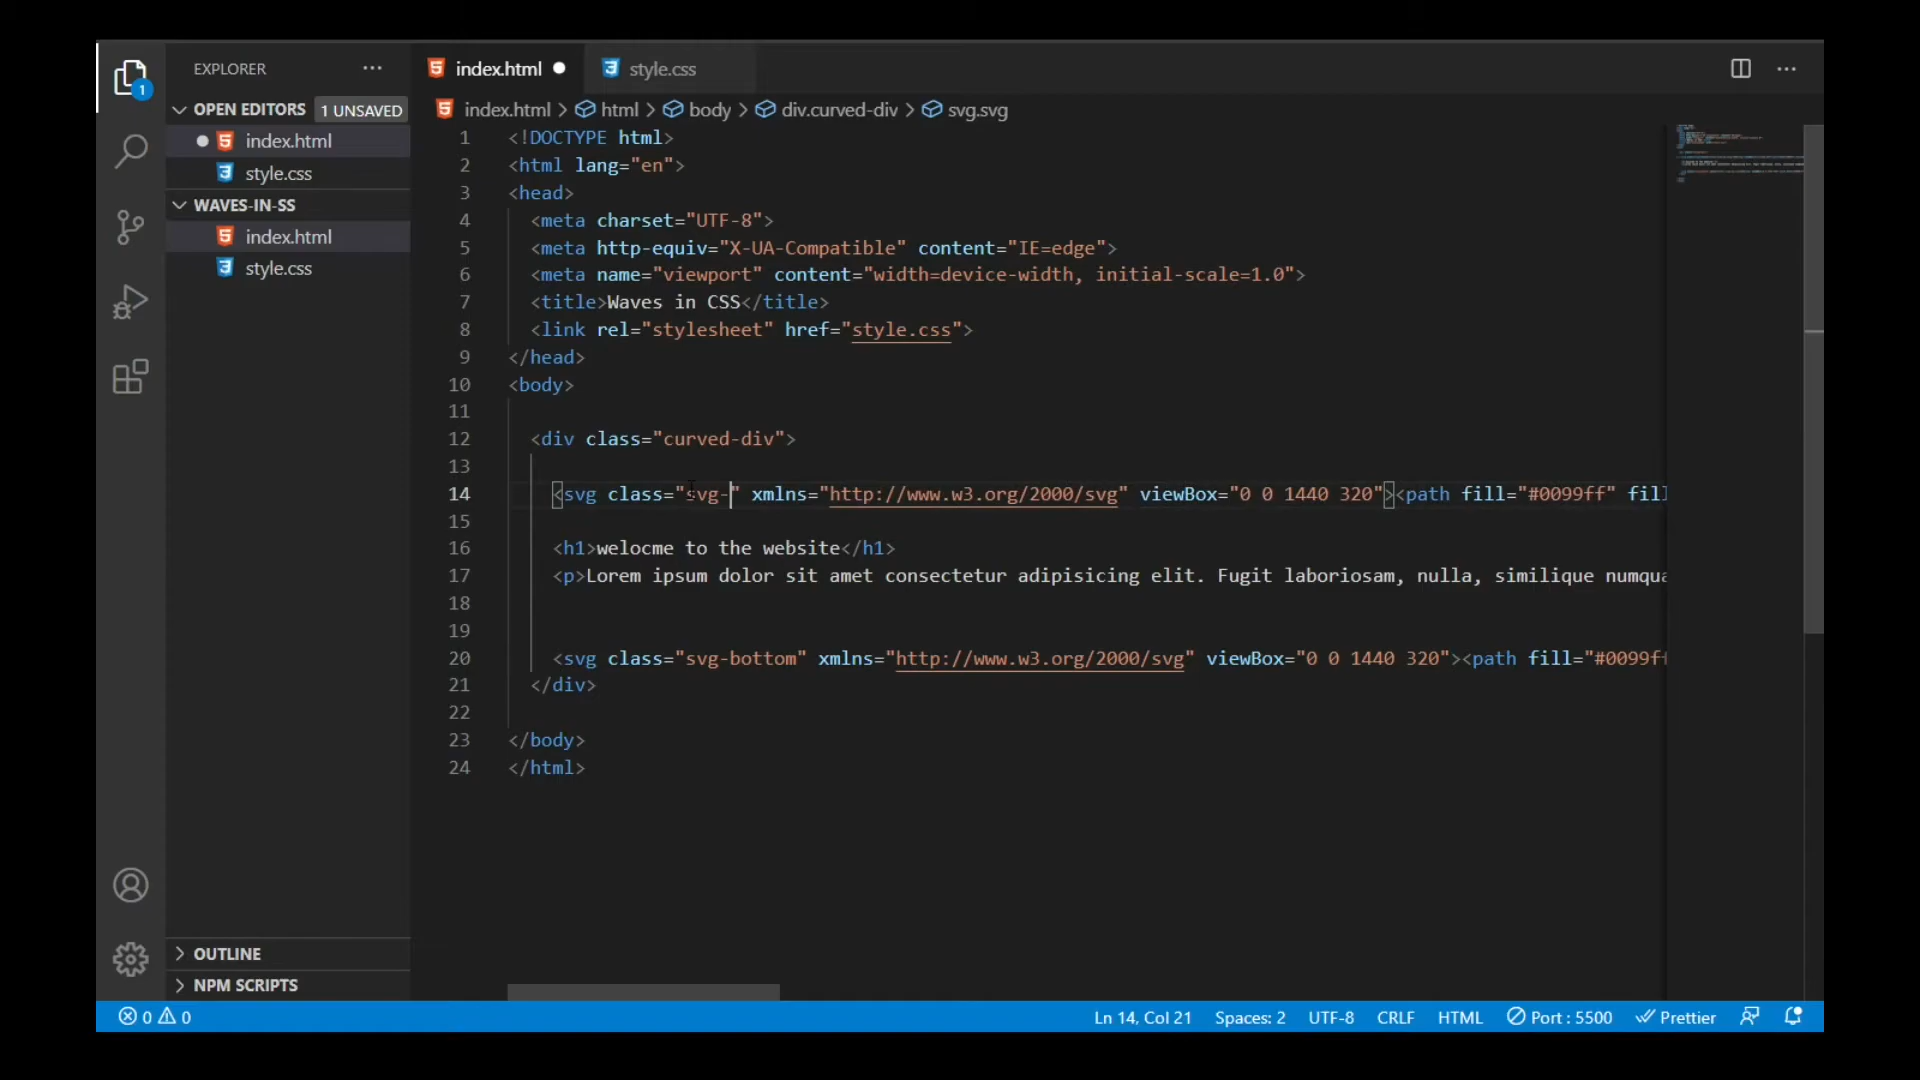 EXPLORER
OPEN EDITORS 1 UNSAVED
index.html
style.css
WAVES-IN-SS
index.html
style.css
OUTLINE
NPM SCRIPTS
1
index.html
style.css
index.html > html > body > div.curved-div > svg.svg
1 <!DOCTYPE html>
2 <html lang="en">
3 <head>
4 <meta charset="UTF-8">
5 <meta http-equiv="X-UA-Compatible" content="IE=edge">
6 <meta name="viewport" content="width=device-width, initial-scale=1.0">
7 <title>Waves in CSS</title>
8 <link rel="stylesheet" href="style.css">
9 </head>
10 <body>
11
12 <div class="curved-div">
13
14 <svg class="svg-" xmlns="http://www.w3.org/2000/svg" viewBox="0 0 1440 320"><path fill="#0099ff" fill
15
16 <h1>welocme to the website</h1>
17 <p>Lorem ipsum dolor sit amet consectetur adipisicing elit. Fugit laboriosam, nulla, similique numqua
18
19
20 <svg class="svg-bottom" xmlns="http://www.w3.org/2000/svg" viewBox="0 0 1440 320"><path fill="#0099ff
21 </div>
22
23 </body>
24 </html>
0 0 Ln 14, Col 21 Spaces: 2 UTF-8 CRLF HTML Port : 5500 Prettier